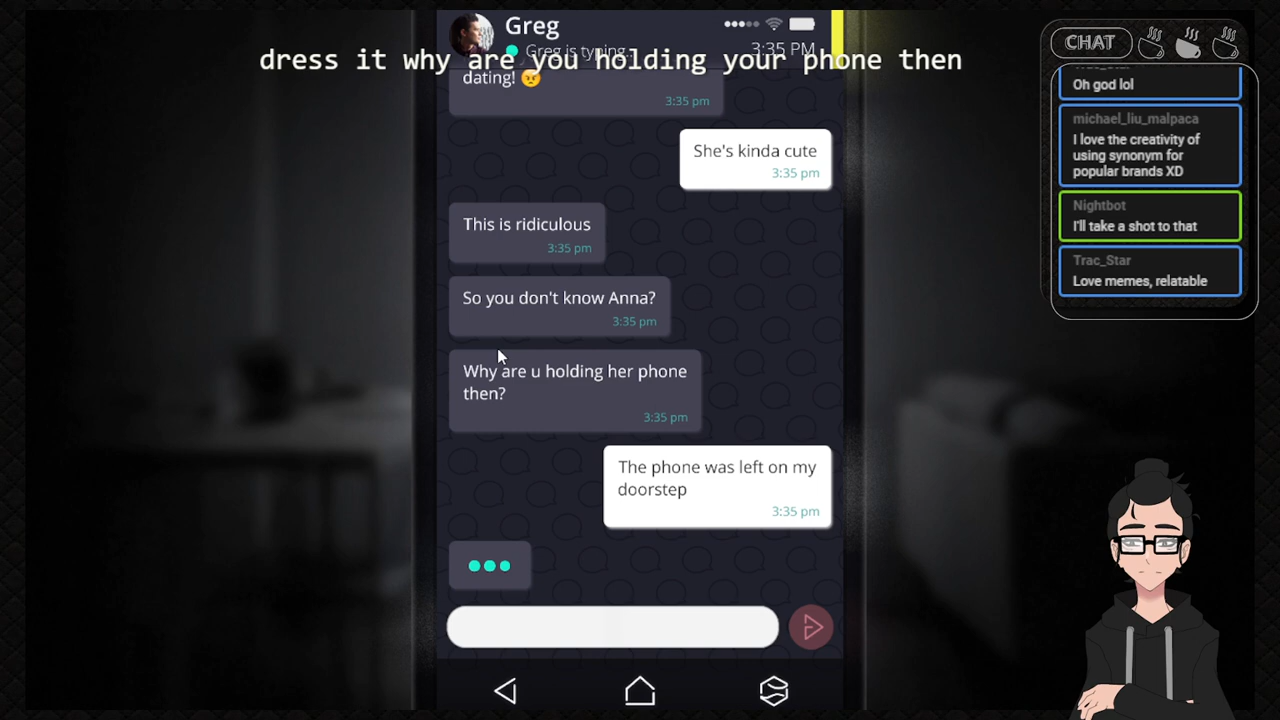 Greg
Greg is typing...
3:35 PM
dress it why are you holding your phone then
dating! 😠
3:35 pm
She's kinda cute
3:35 pm
This is ridiculous
3:35 pm
So you don't know Anna?
3:35 pm
Why are u holding her phone
then?
3:35 pm
The phone was left on my
doorstep
3:35 pm
CHAT
Oh god lol
michael_liu_malpaca
I love the creativity of
using synonym for
popular brands XD
Nightbot
I'll take a shot to that
Trac_Star
Love memes, relatable